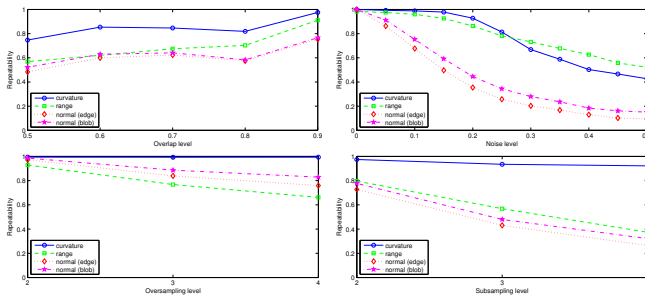 1
0.8
0.6
0.4
0.2
0
Repeatability
curvature
range
normal (edge)
normal (blob)
0.5 0.6 0.7 0.8 0.9
Overlap level
1
0.8
0.6
0.4
0.2
0
Repeatability
curvature
range
normal (edge)
normal (blob)
0.1 0.2 0.3 0.4
Noise level
1
0.8
0.6
0.4
0.2
0
Repeatability
curvature
range
normal (edge)
normal (blob)
2 3 4
Oversampling level
1
0.8
0.6
0.4
0.2
0
Repeatability
curvature
range
normal (edge)
normal (blob)
2 3
Subsampling level